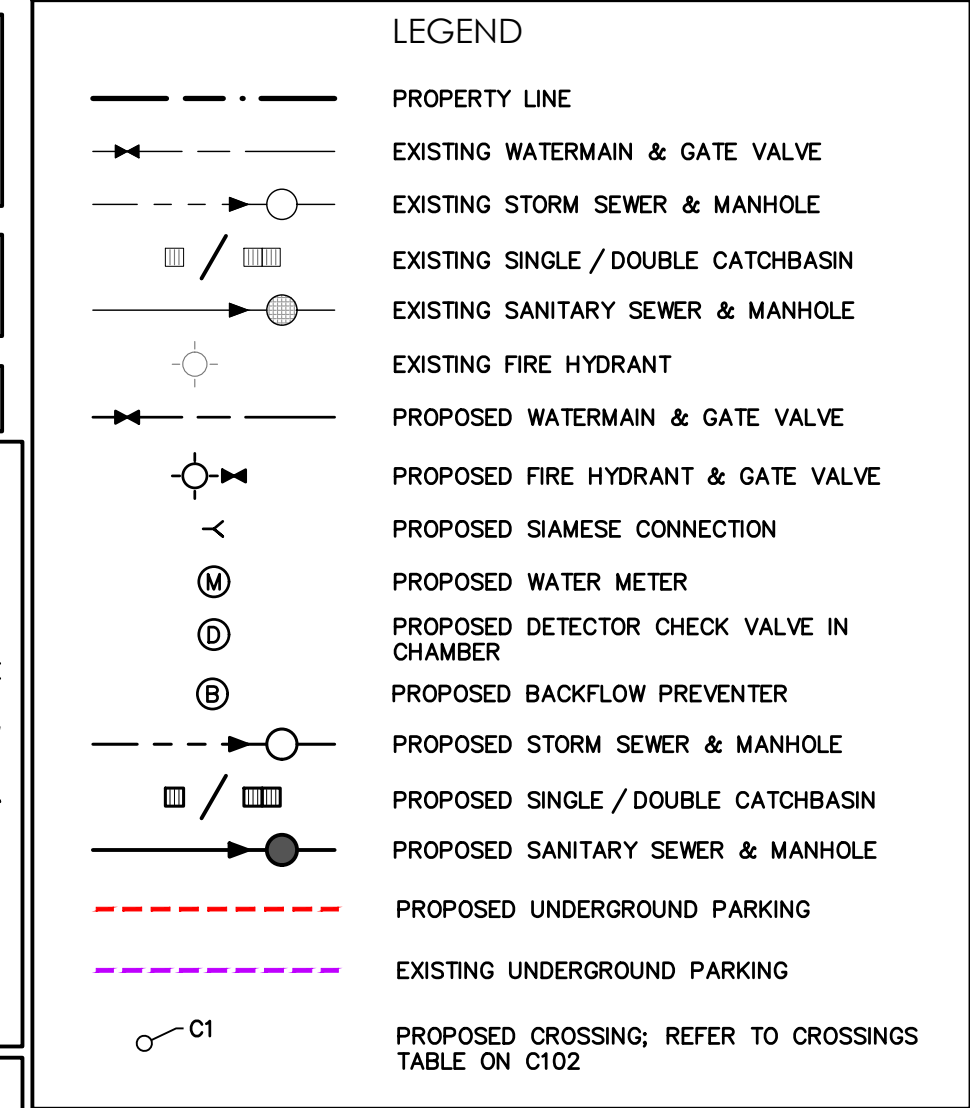 LEGEND
PROPERTY LINE
EXISTING WATERMAIN & GATE VALVE
EXISTING STORM SEWER & MANHOLE
EXISTING SINGLE / DOUBLE CATCHBASIN
EXISTING SANITARY SEWER & MANHOLE
EXISTING FIRE HYDRANT
PROPOSED WATERMAIN & GATE VALVE
PROPOSED FIRE HYDRANT & GATE VALVE
PROPOSED SIAMESE CONNECTION
M PROPOSED WATER METER
D PROPOSED DETECTOR CHECK VALVE IN
CHAMBER
B PROPOSED BACKFLOW PREVENTER
PROPOSED STORM SEWER & MANHOLE
PROPOSED SINGLE / DOUBLE CATCHBASIN
PROPOSED SANITARY SEWER & MANHOLE
PROPOSED UNDERGROUND PARKING
EXISTING UNDERGROUND PARKING
C1 PROPOSED CROSSING; REFER TO CROSSINGS
TABLE ON C102